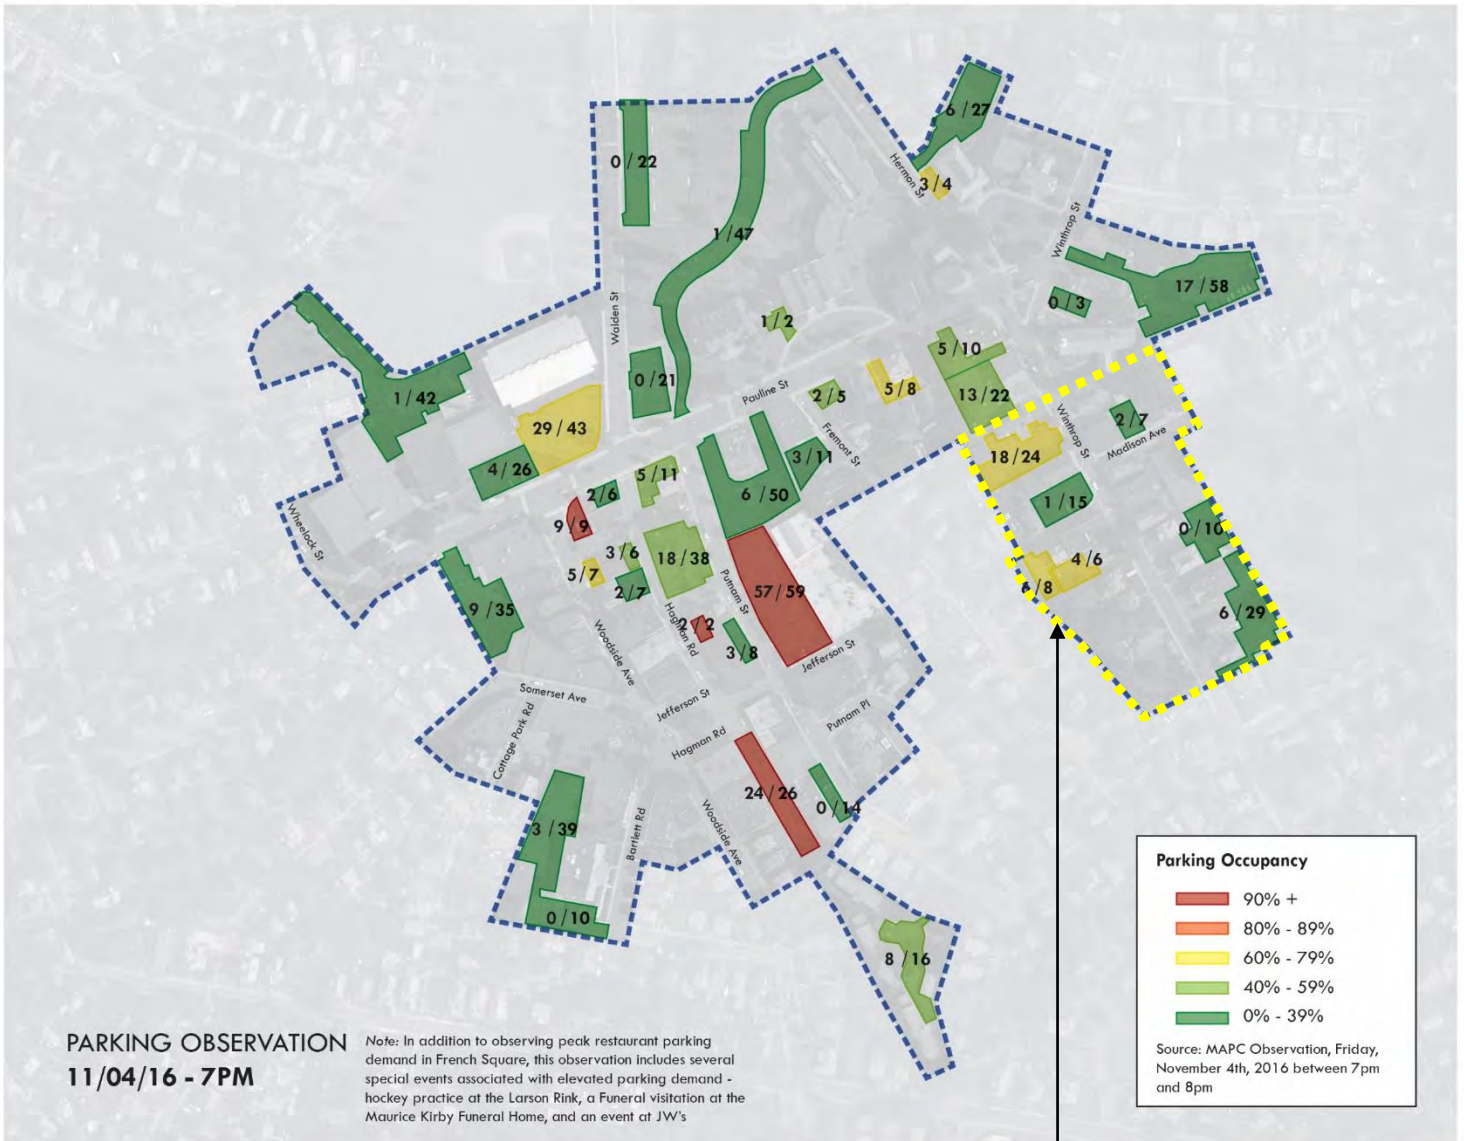 6 / 27
Hermon St
3 / 4
0 / 22
1 / 47
Winthrop St
17 / 58
0 / 3
Walden St
1 / 2
5 / 10
0 / 21
Pauline St
2 / 5
5 / 8
13 / 22
1 / 42
29 / 43
Fremont St
Winthrop St
2 / 7
Madison Ave
4 / 26
5 / 11
3 / 11
18 / 24
2 / 6
6 / 50
1 / 15
9 / 9
0 / 10
Wheelock St
3 / 6
18 / 38
4 / 6
5 / 7
2 / 7
Putnam St
57 / 59
/ 8
9 / 35
Hagman Rd
2 / 2
6 / 29
3 / 8
Woodside Ave
Jefferson St
Somerset Ave
Jefferson St
Cottage Park Rd
Putnam Pl
Hagman Rd
24 / 26
0 / 14
3 / 39
Bartlett Rd
Woodside Ave
0 / 10
8 / 16
Parking Occupancy
90% +
80% - 89%
60% - 79%
40% - 59%
0% - 39%
Source: MAPC Observation, Friday,
November 4th, 2016 between 7pm
and 8pm
PARKING OBSERVATION
11/04/16 - 7PM
Note: In addition to observing peak restaurant parking
demand in French Square, this observation includes several
special events associated with elevated parking demand -
hockey practice at the Larson Rink, a Funeral visitation at the
Maurice Kirby Funeral Home, and an event at JW's